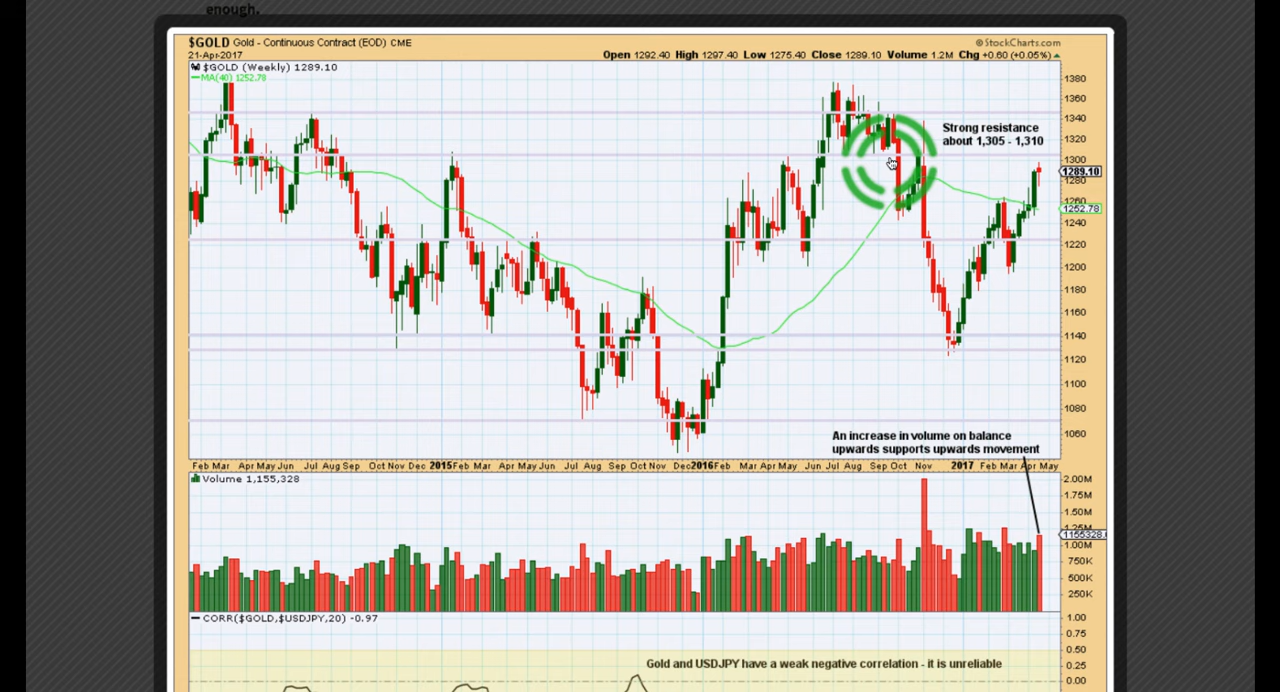 enough.
$GOLD Gold - Continuous Contract (EOD) CME
© StockCharts.com
21-Apr-2017
Open 1292.40 High 1297.40 Low 1275.40 Close 1289.10 Volume 1.2M Chg +0.60 (+0.05%)
$GOLD (Weekly) 1289.10
MA(40) 1252.78
1380
1360
1340
Strong resistance
about 1,305 - 1,310
1320
1300
1289.10
1280
1260
1252.78
1240
1220
1200
1180
1160
1140
1120
1100
1080
1060
An increase in volume on balance
upwards supports upwards movement
Feb Mar Apr May Jun Jul Aug Sep Oct Nov Dec 2015 Feb Mar Apr May Jun Jul Aug Sep Oct Nov Dec 2016 Feb Mar Apr May Jun Jul Aug Sep Oct Nov 2017 Feb Mar Apr May
Volume 1,155,328
2.00M
1.75M
1.50M
1.25M
1155328.
1.00M
750K
500K
250K
CORR($GOLD,$USDJPY,20) -0.97
1.00
0.75
0.50
Gold and USDJPY have a weak negative correlation - it is unreliable
0.25
0.00